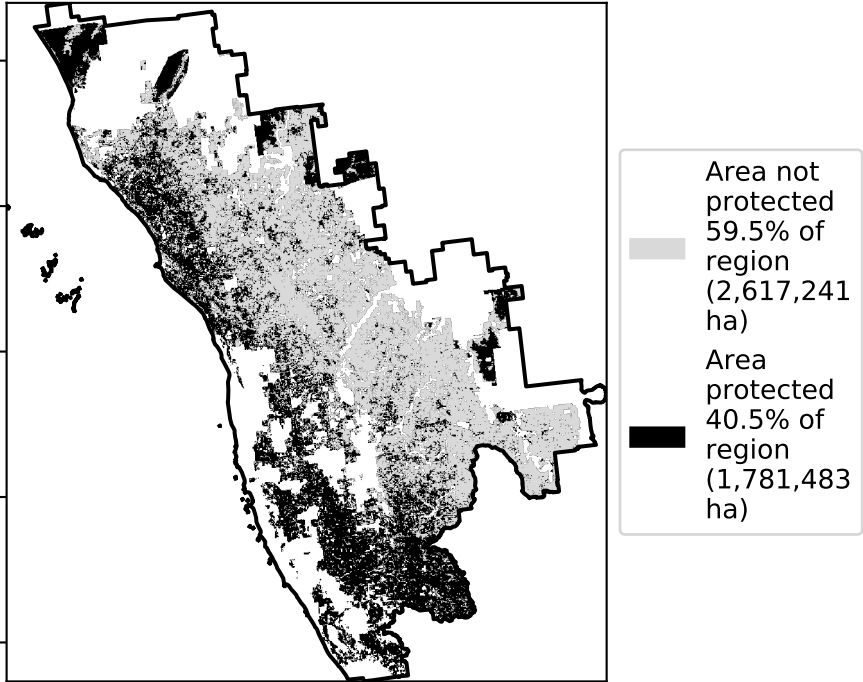 Area not
protected
59.5% of
region
(2,617,241
ha)
Area
protected
40.5% of
region
(1,781,483
ha)